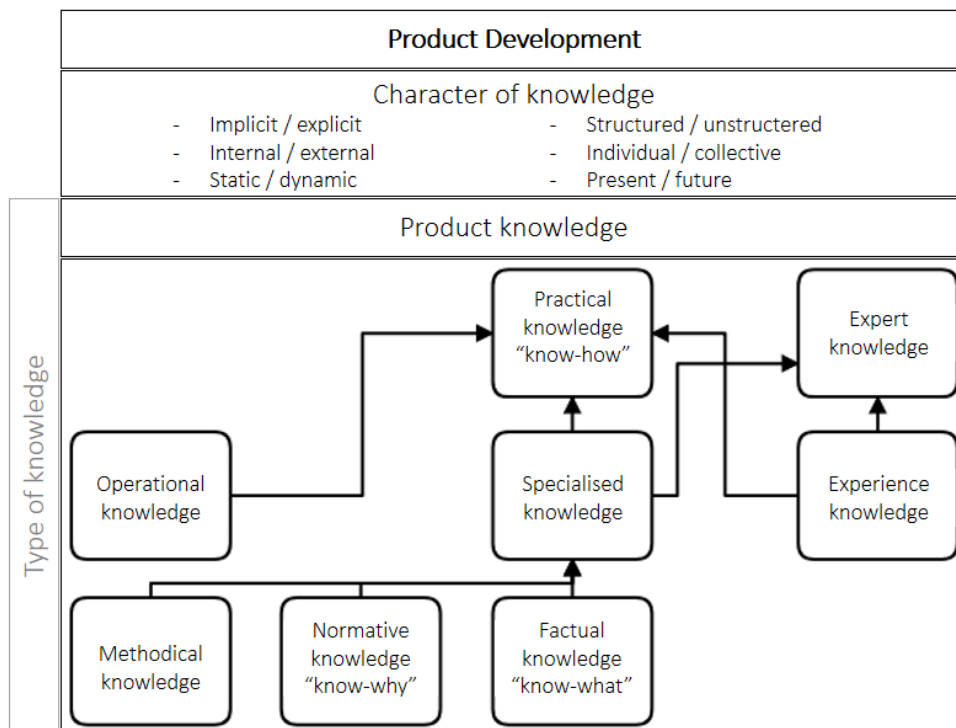 Product Development
Character of knowledge
- Implicit / explicit
- Internal / external
- Static / dynamic
- Structured / unstructered
- Individual / collective
- Present / future
Type of knowledge
Product knowledge
Practical
knowledge
“know-how”
Expert
knowledge
Operational
knowledge
Specialised
knowledge
Experience
knowledge
Methodical
knowledge
Normative
knowledge
“know-why”
Factual
knowledge
“know-what”